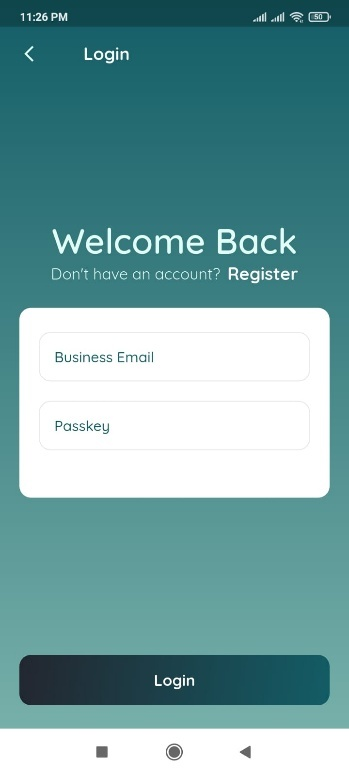 11:26 PM
50
Login
Welcome Back
Don't have an account? Register
Business Email
Passkey
Login